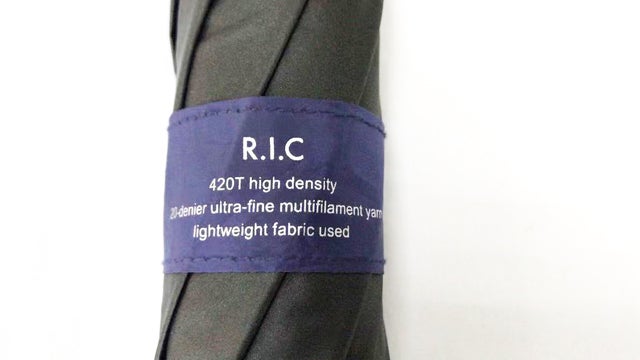 R.I.C
420T high density
20-denier ultra-fine multifilament yarn
lightweight fabric used